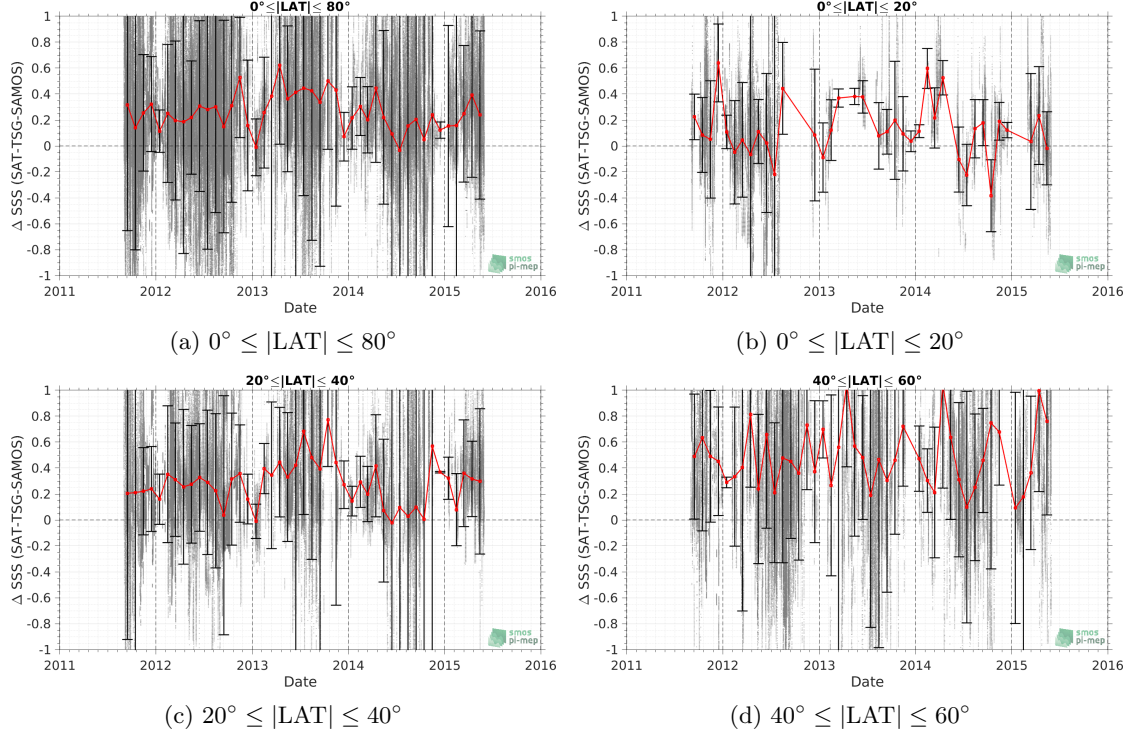 0°≤|LAT|≤ 80°
Δ SSS (SAT-TSG-SAMOS)
1
0.8
0.6
0.4
0.2
0
-0.2
-0.4
-0.6
-0.8
-1
2011 2012 2013 2014 2015 2016
Date
smos
pi-mep
(a) 0° ≤ |LAT| ≤ 80°
0°≤|LAT|≤ 20°
Δ SSS (SAT-TSG-SAMOS)
1
0.8
0.6
0.4
0.2
0
-0.2
-0.4
-0.6
-0.8
-1
2011 2012 2013 2014 2015 2016
Date
smos
pi-mep
(b) 0° ≤ |LAT| ≤ 20°
20°≤|LAT|≤ 40°
Δ SSS (SAT-TSG-SAMOS)
1
0.8
0.6
0.4
0.2
0
-0.2
-0.4
-0.6
-0.8
-1
2011 2012 2013 2014 2015 2016
Date
smos
pi-mep
(c) 20° ≤ |LAT| ≤ 40°
40°≤|LAT|≤ 60°
Δ SSS (SAT-TSG-SAMOS)
1
0.8
0.6
0.4
0.2
0
-0.2
-0.4
-0.6
-0.8
-1
2011 2012 2013 2014 2015 2016
Date
smos
pi-mep
(d) 40° ≤ |LAT| ≤ 60°